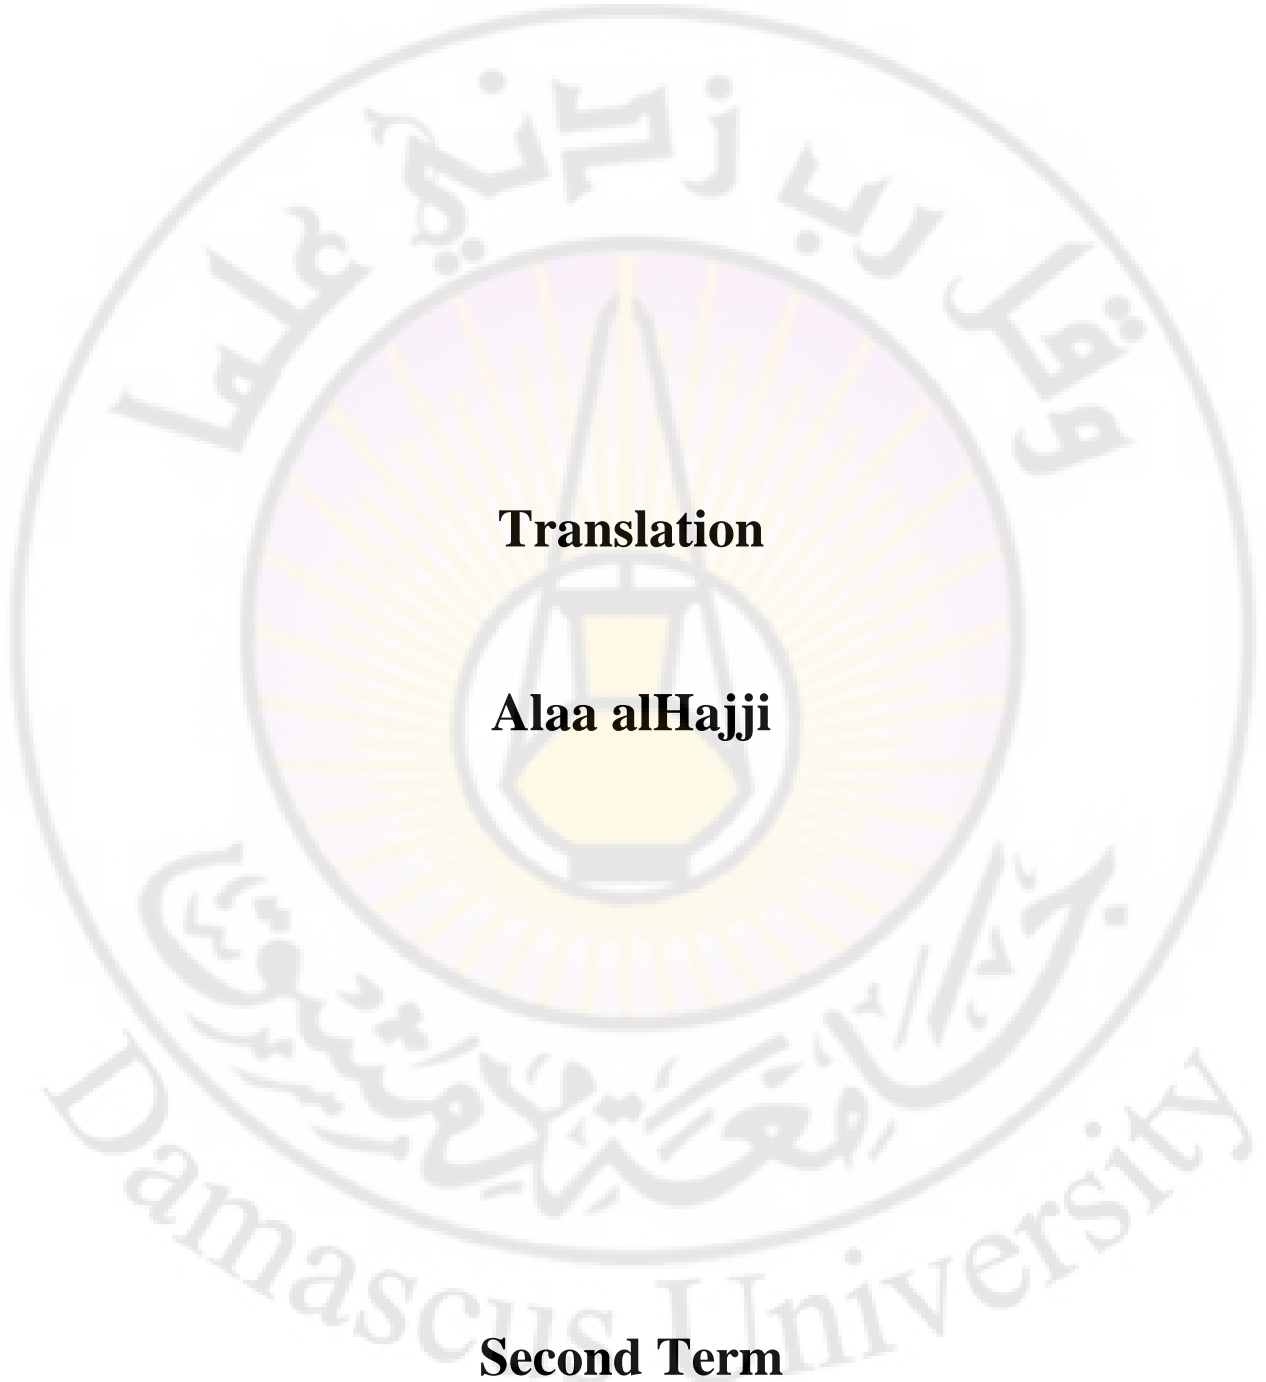 وقل رب زدني علما
Translation
Alaa alHajji
جامعة دمشق
Damascus University
Second Term